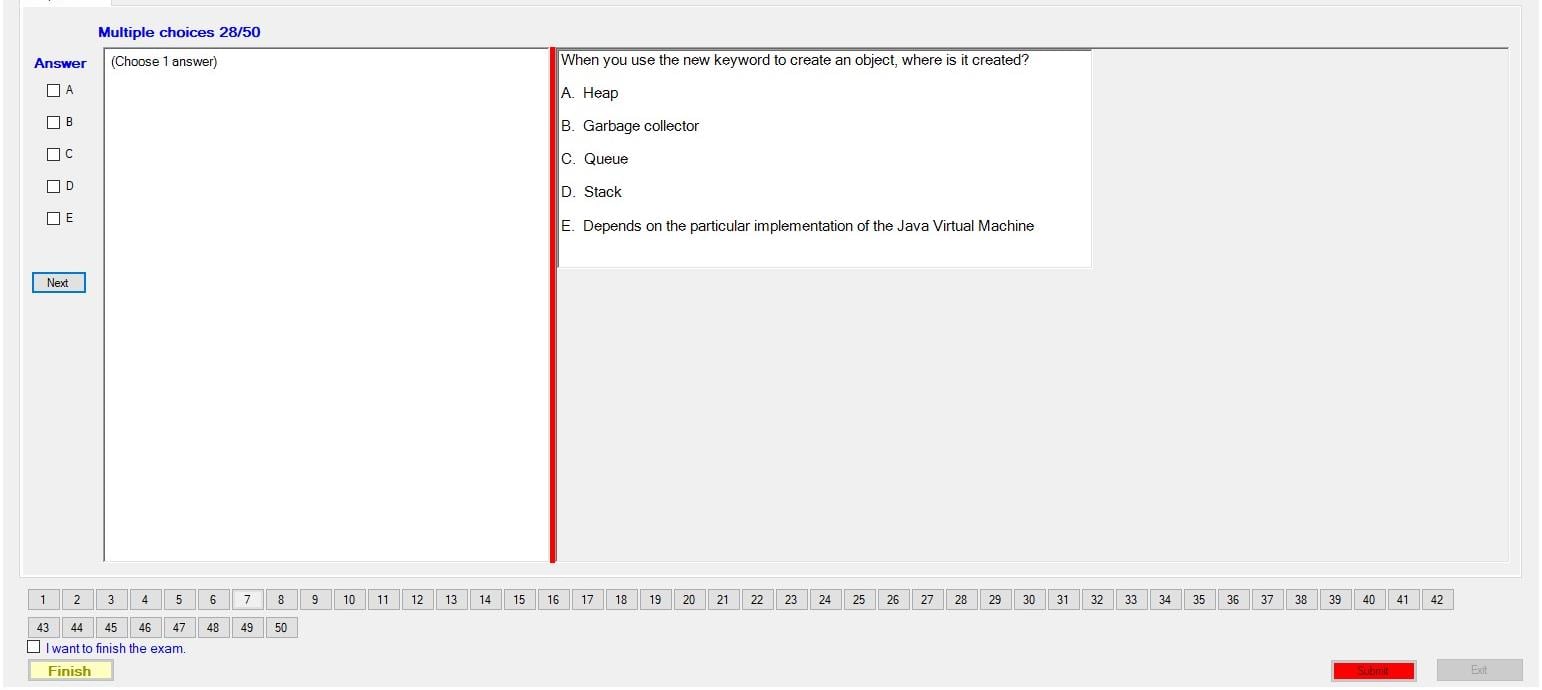 Multiple choices 28/50
Answer
A
B
C
D
E
Next
(Choose 1 answer)
When you use the new keyword to create an object, where is it created?
A. Heap
B. Garbage collector
C. Queue
D. Stack
E. Depends on the particular implementation of the Java Virtual Machine
1 2 3 4 5 6 7 8 9 10 11 12 13 14 15 16 17 18 19 20 21 22 23 24 25 26 27 28 29 30 31 32 33 34 35 36 37 38 39 40 41 42
43 44 45 46 47 48 49 50
I want to finish the exam.
Finish
Submit
Exit